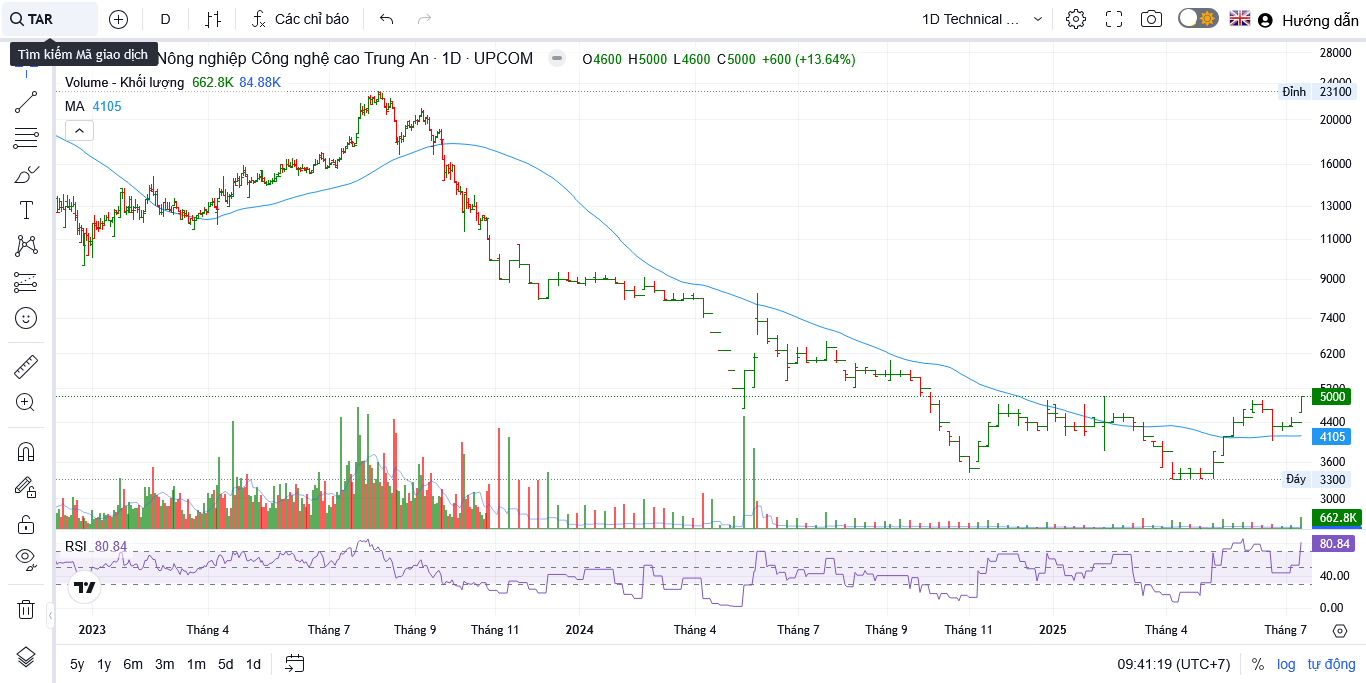 TAR
D
Các chỉ báo
1D Technical ...
Hướng dẫn
Tìm kiếm Mã giao dịch
Nông nghiệp Công nghệ cao Trung An · 1D · UPCOM
O4600 H5000 L4600 C5000 +600 (+13.64%)
Volume - Khối lượng 662.8K 84.88K
MA 4105
28000
24000
Đỉnh 23100
20000
16000
13000
11000
9000
7400
6200
5200
5000
4400
4105
3600
Đáy 3300
3000
662.8K
RSI 80.84
80.84
40.00
0.00
2023 Tháng 4 Tháng 7 Tháng 9 Tháng 11 2024 Tháng 4 Tháng 7 Tháng 9 Tháng 11 2025 Tháng 4 Tháng 7
5y 1y 6m 3m 1m 5d 1d
09:41:19 (UTC+7) % log tự động